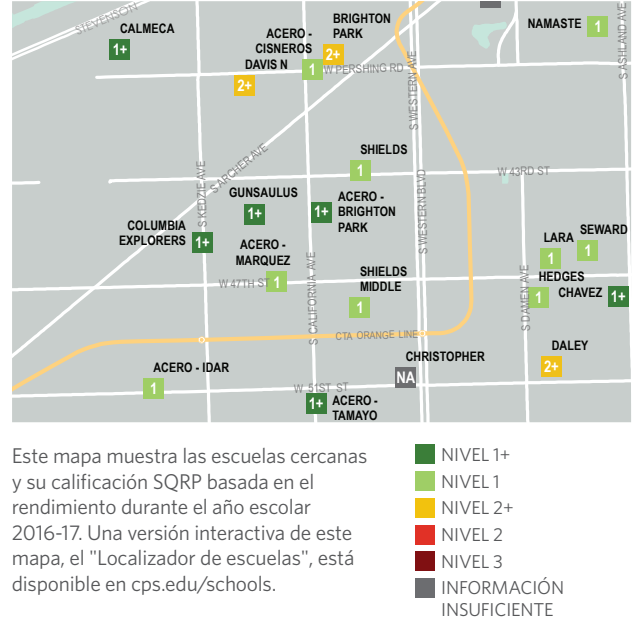 STEVENSON
CALMECA
1+
ACERO -
CISNEROS
1
BRIGHTON
PARK
2+
DAVIS N
2+
W PERSHING RD
S WESTERN AVE
NAMASTE
1
S ASHLAND AVE
S ARCHER AVE
S KEDZIE AVE
SHIELDS
1
W 43RD ST
GUNSAULUS
1+
ACERO -
BRIGHTON
PARK
1+
COLUMBIA
EXPLORERS
1+
ACERO -
MARQUEZ
1
W 47TH ST
S CALIFORNIA AVE
S WESTERN BLVD
SHIELDS
MIDDLE
1
LARA
1
SEWARD
1
HEDGES
1
CHAVEZ
1+
S DAMEN AVE
CTA ORANGE LINE
CHRISTOPHER
NA
DALEY
2+
ACERO - IDAR
1
W 51ST ST
ACERO -
TAMAYO
1+
Este mapa muestra las escuelas cercanas
y su calificación SQRP basada en el
rendimiento durante el año escolar
2016-17. Una versión interactiva de este
mapa, el "Localizador de escuelas", está
disponible en cps.edu/schools.
NIVEL 1+
NIVEL 1
NIVEL 2+
NIVEL 2
NIVEL 3
INFORMACIÓN
INSUFICIENTE